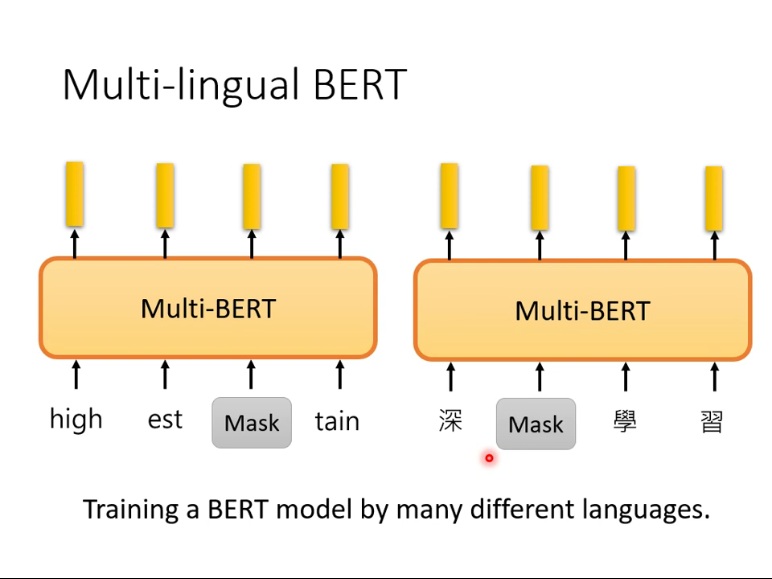 Multi-lingual BERT
Multi-BERT
Multi-BERT
high est Mask tain
深 Mask 學 習
Training a BERT model by many different languages.